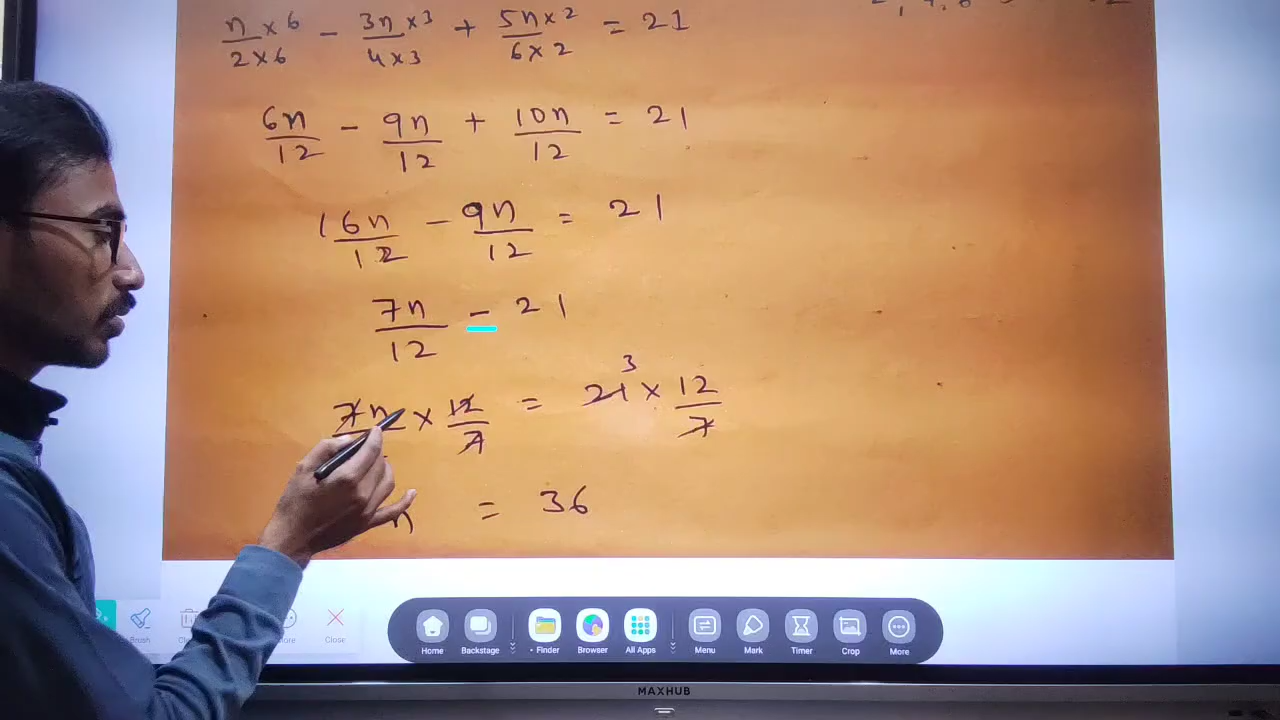 n×6/2×6 - 3n×3/4×3 + 5n×2/6×2 = 21
6n/12 - 9n/12 + 10n/12 = 21
16n/12 - 9n/12 = 21
7n/12 - 21
7n × 12/7 = 21 3 × 12/7
n = 36
Close
Home Backstage Finder Browser All Apps Menu Mark Timer Crop More
MAXHUB